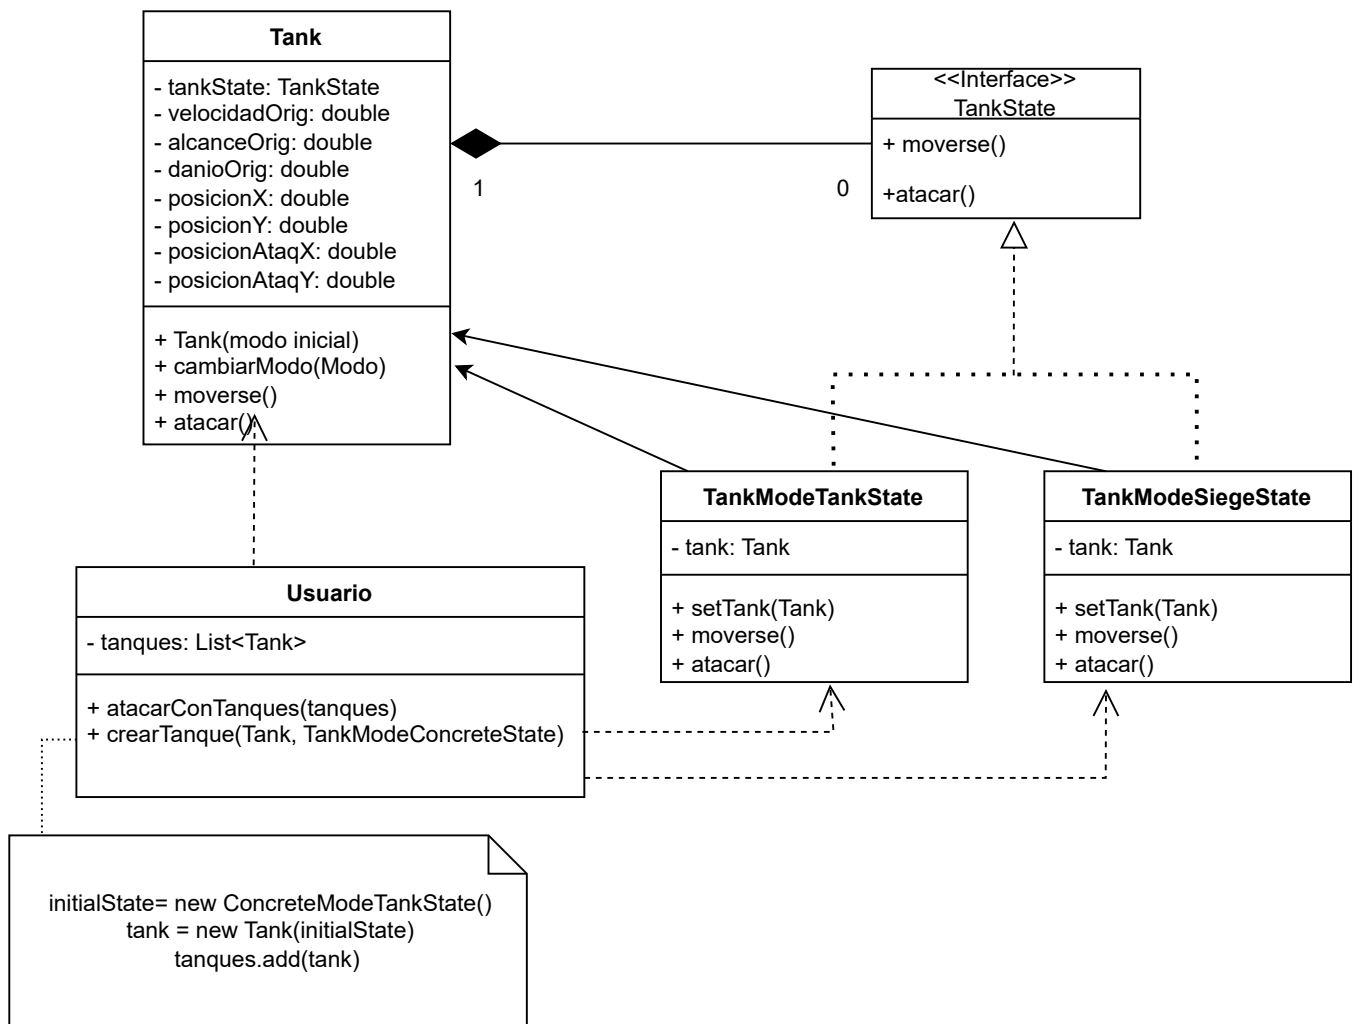 Tank
- tankState: TankState
- velocidadOrig: double
- alcanceOrig: double
- danioOrig: double
- posicionX: double
- posicionY: double
- posicionAtaqX: double
- posicionAtaqY: double
+ Tank(modo inicial)
+ cambiarModo(Modo)
+ moverse()
+ atacar()
1
0
<<Interface>>
TankState
+ moverse()
+atacar()
TankModeTankState
- tank: Tank
+ setTank(Tank)
+ moverse()
+ atacar()
TankModeSiegeState
- tank: Tank
+ setTank(Tank)
+ moverse()
+ atacar()
Usuario
- tanques: List<Tank>
+ atacarConTanques(tanques)
+ crearTanque(Tank, TankModeConcreteState)
initialState= new ConcreteModeTankState()
tank = new Tank(initialState)
tanques.add(tank)